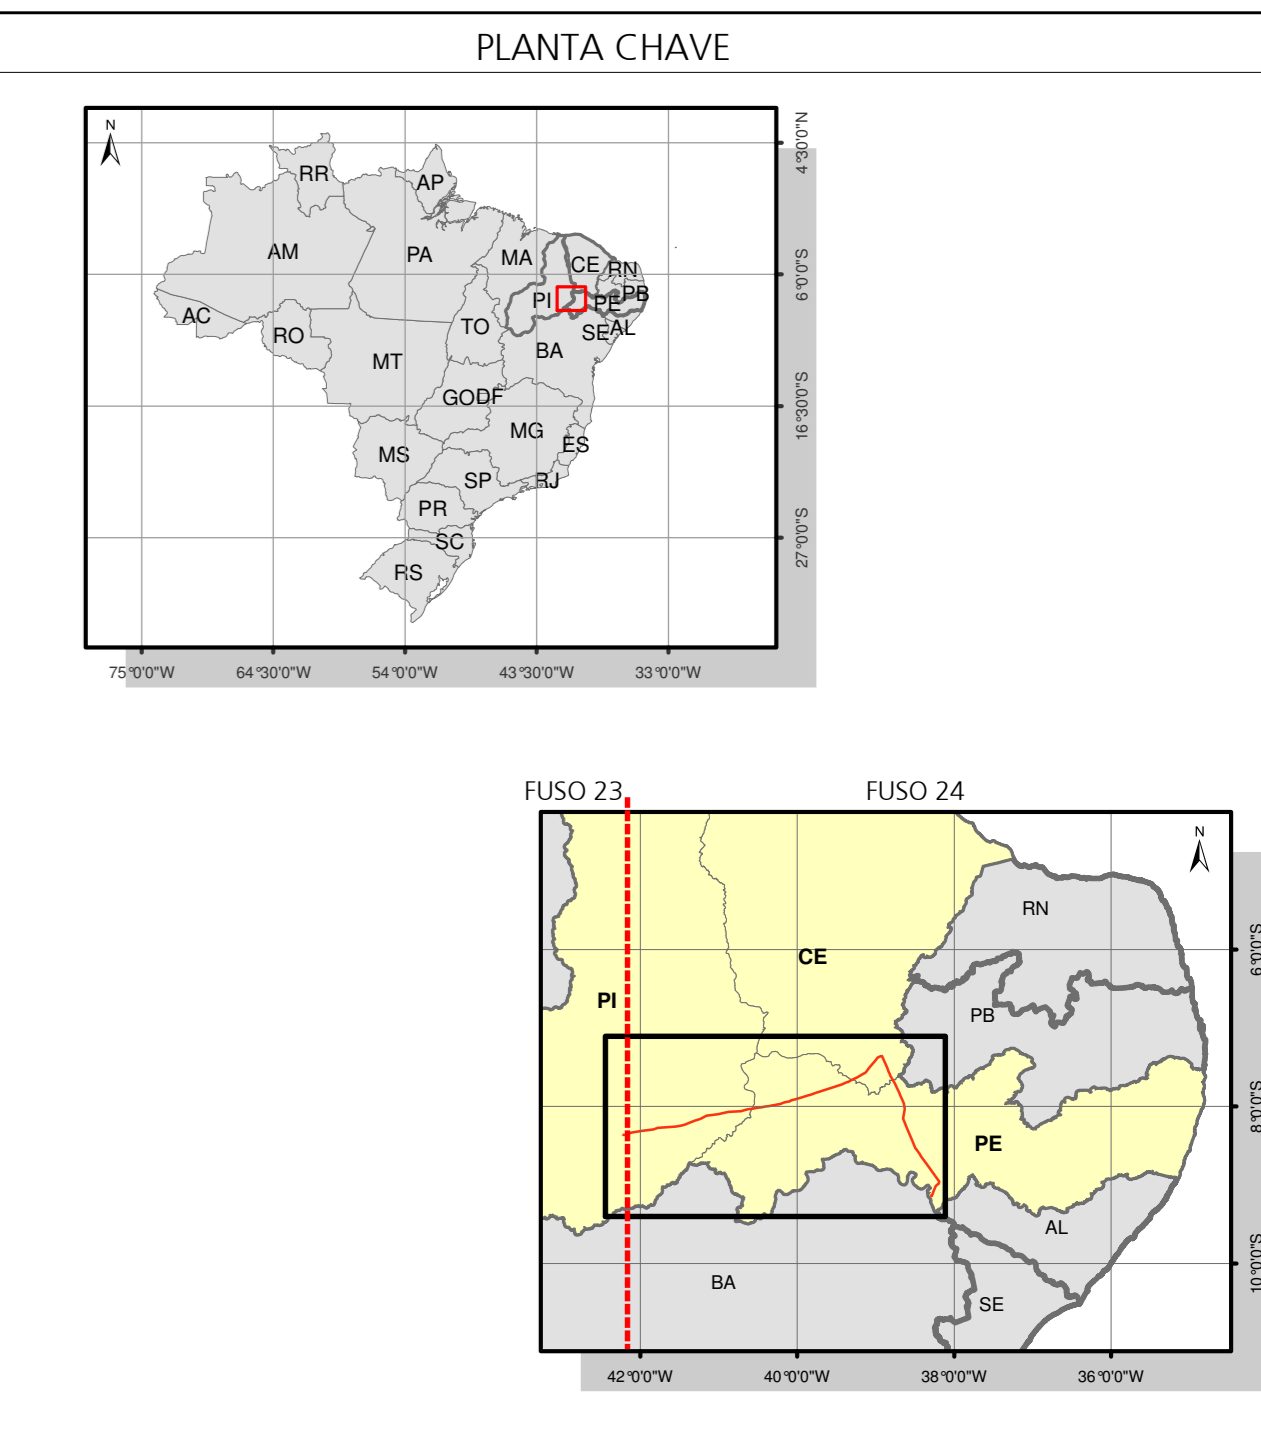 PLANTA CHAVE
N
4°30'0"N
RR
AP
AM
PA
MA
CE
RN
6°0'0"S
PI
PE
PB
AC
RO
TO
SE
AL
MT
BA
GO
DF
16°30'0"S
MG
ES
MS
SP
RJ
PR
SC
27°0'0"S
RS
75°0'0"W
64°30'0"W
54°0'0"W
43°30'0"W
33°0'0"W
FUSO 23
FUSO 24
N
RN
CE
6°0'0"S
PI
PB
8°0'0"S
PE
AL
BA
10°0'0"S
SE
42°0'0"W
40°0'0"W
38°0'0"W
36°0'0"W